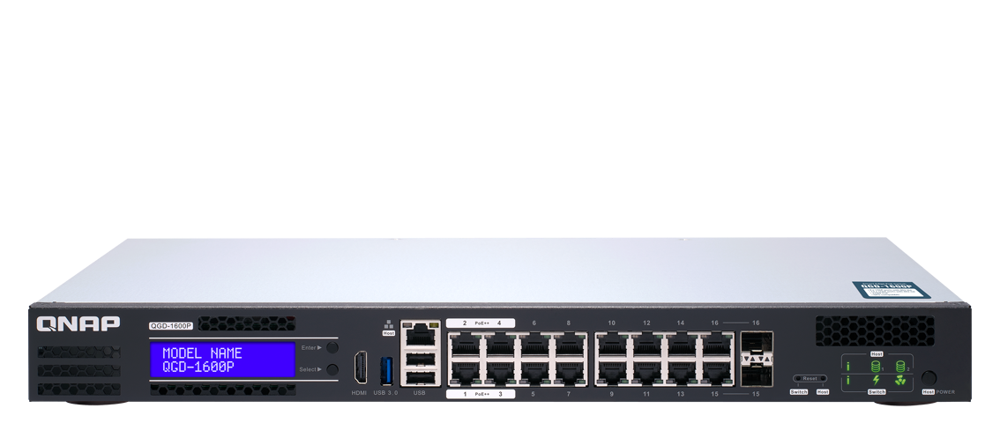 QGD-1600P
QNAP
QGD-1600P
MODEL NAME
QGD-1600P
Enter
Select
Host
HDMI
USB 3.0
USB
2 PoE++ 4 6 8 10 12 14 16 16
1 PoE++ 3 5 7 9 11 13 15 15
Reset
Switch Host
Host
1 2
Switch
Host POWER